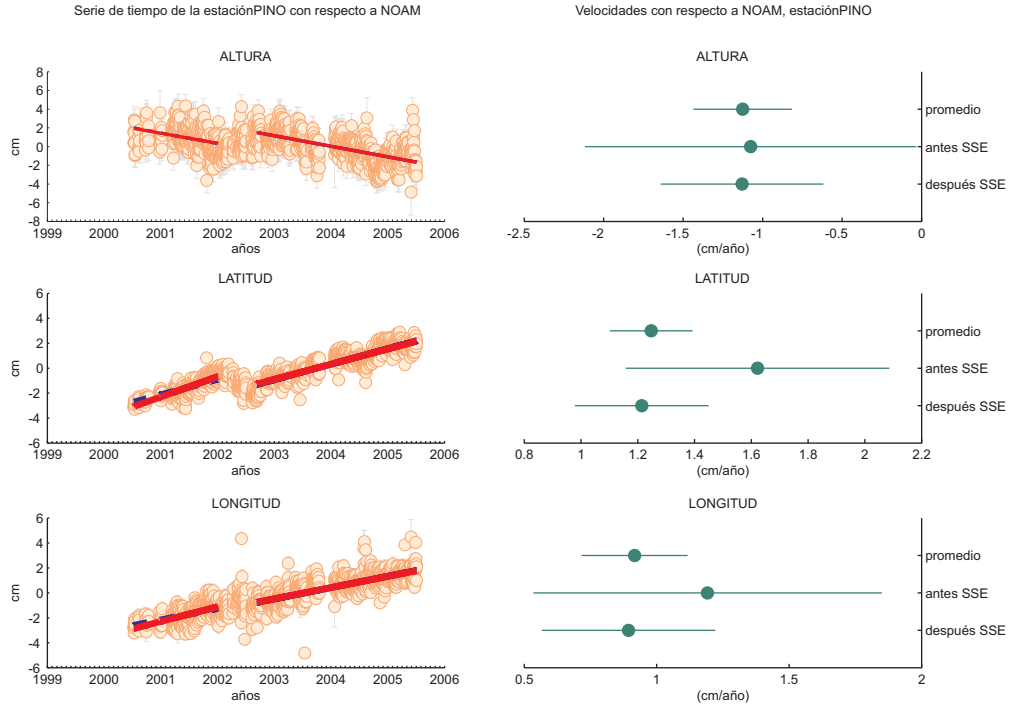 Serie de tiempo de la estaciónPINO con respecto a NOAM
Velocidades con respecto a NOAM, estaciónPINO
ALTURA
8
6
4
2
0
-2
-4
-6
-8
cm
1999 2000 2001 2002 2003 2004 2005 2006
años
ALTURA
promedio
antes SSE
después SSE
-2.5 -2 -1.5 -1 -0.5 0
(cm/año)
LATITUD
6
4
2
0
-2
-4
-6
cm
1999 2000 2001 2002 2003 2004 2005 2006
años
LATITUD
promedio
antes SSE
después SSE
0.8 1 1.2 1.4 1.6 1.8 2 2.2
(cm/año)
LONGITUD
6
4
2
0
-2
-4
-6
cm
1999 2000 2001 2002 2003 2004 2005 2006
años
LONGITUD
promedio
antes SSE
después SSE
0.5 1 1.5 2
(cm/año)